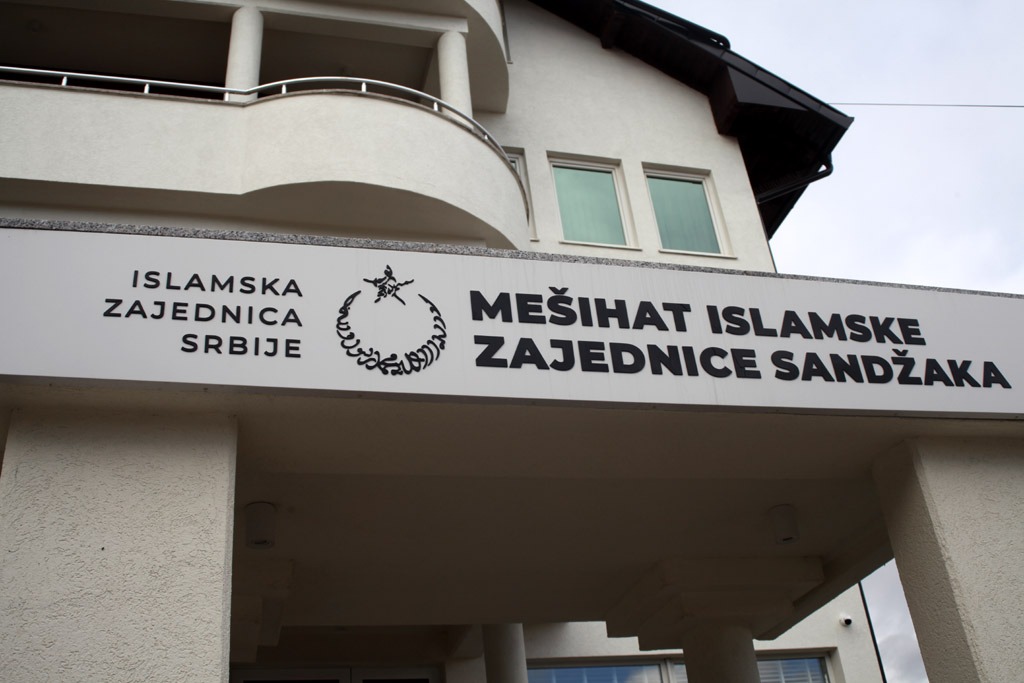 ISLAMSKA
ZAJEDNICA
SRBIJE
MEŠIHAT ISLAMSKE
ZAJEDNICE SANDŽAKA